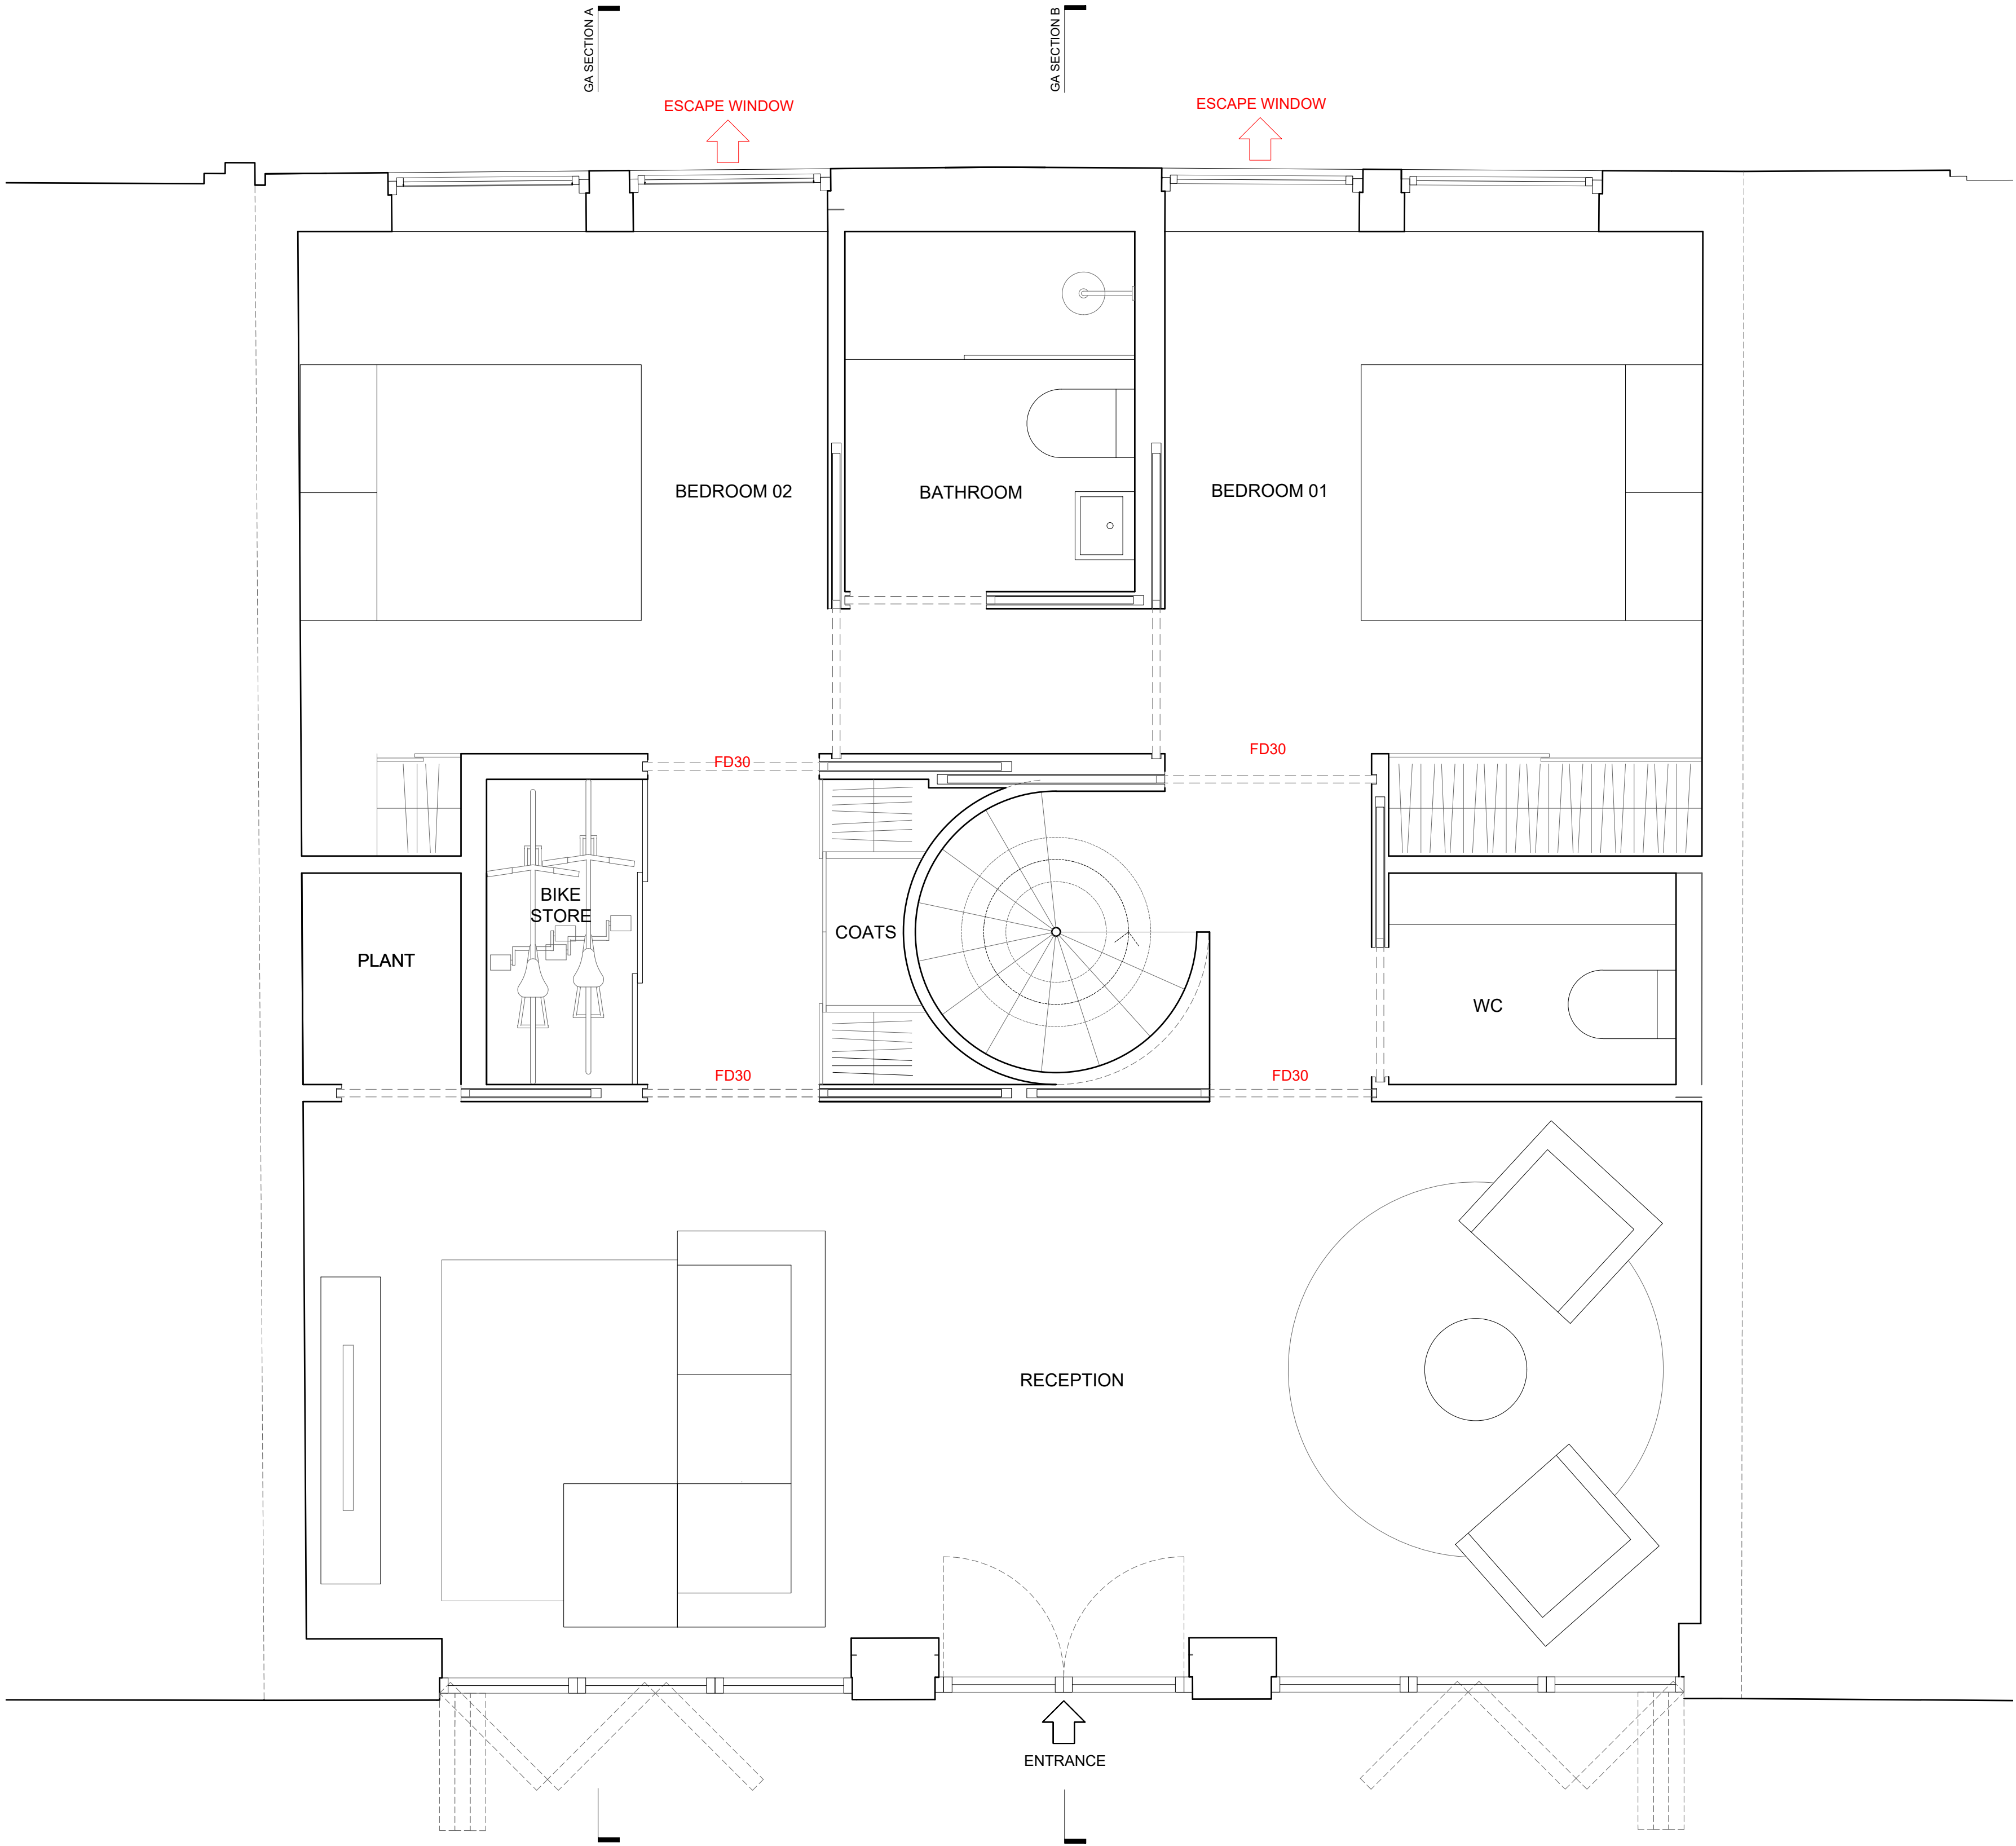 GA SECTION A
GA SECTION B
ESCAPE WINDOW
ESCAPE WINDOW
BEDROOM 02
BATHROOM
BEDROOM 01
FD30
FD30
BIKE
STORE
COATS
PLANT
WC
FD30
FD30
RECEPTION
ENTRANCE